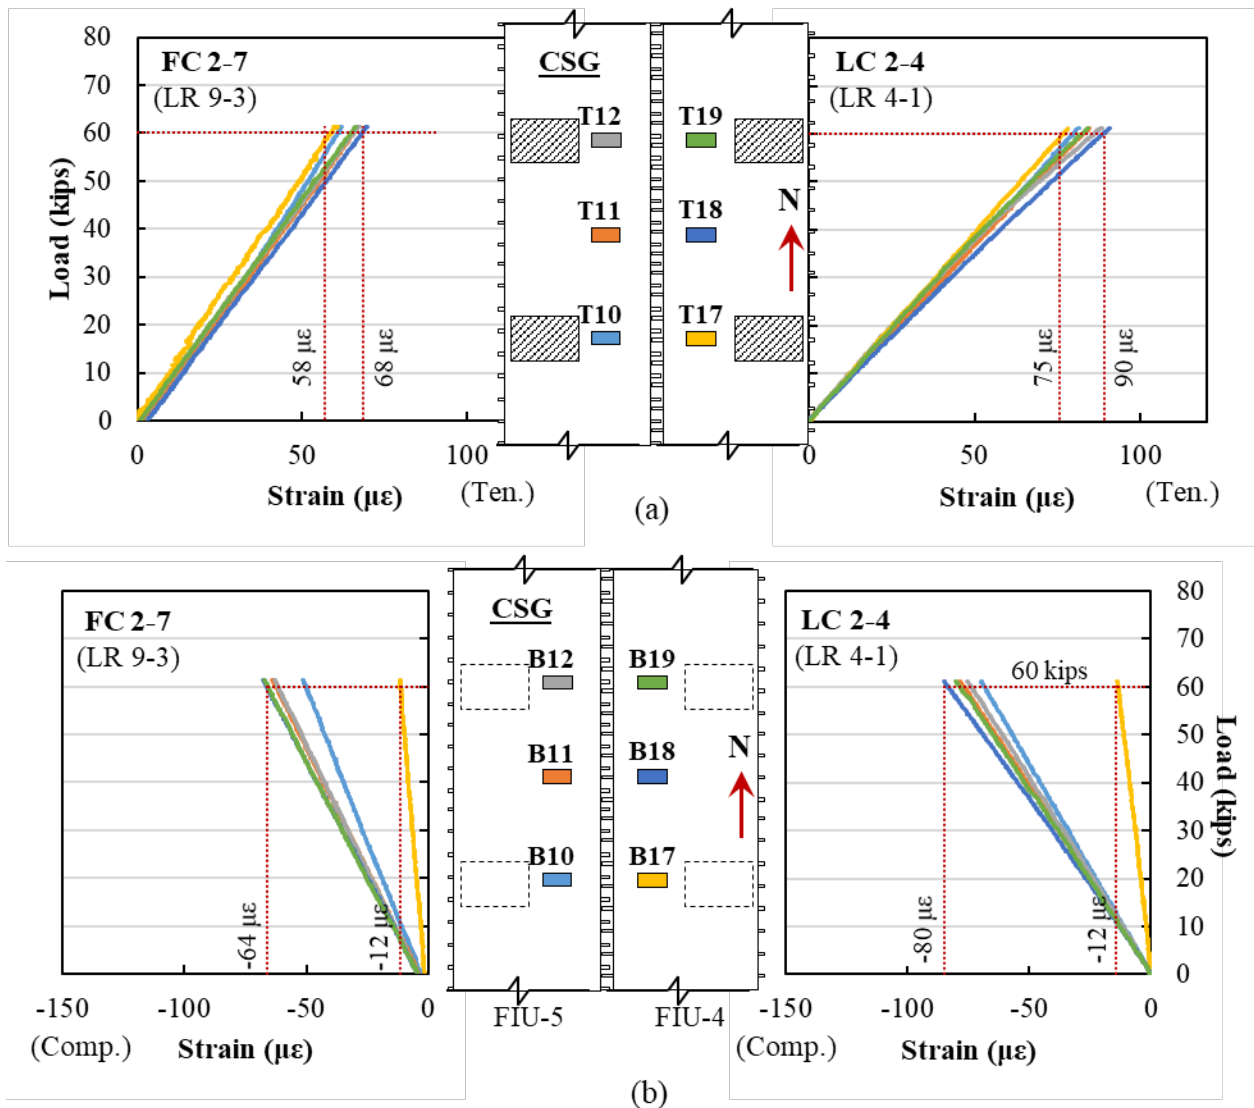 80
70
60
50
40
30
20
10
0
Load (kips)
FC 2-7
(LR 9-3)
58 µε
68 µε
0
50
100
Strain (µε)
(Ten.)
CSG
T12
T19
T11
T18
T10
T17
N
LC 2-4
(LR 4-1)
75 µε
90 µε
0
50
100
Strain (µε)
(Ten.)
(a)
FC 2-7
(LR 9-3)
-64 µε
-12 µε
-150
-100
-50
0
(Comp.)
Strain (µε)
CSG
B12
B19
B11
B18
B10
B17
N
FIU-5
FIU-4
LC 2-4
(LR 4-1)
60 kips
-80 µε
-12 µε
80
70
60
50
40
30
20
10
0
Load (kips)
-150
-100
-50
0
(Comp.)
Strain (µε)
(b)